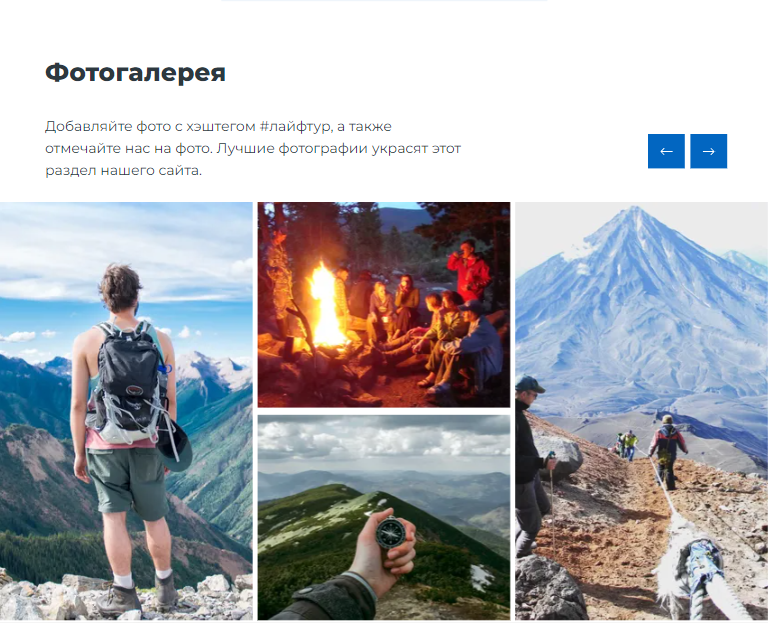 Фотогалерея
Добавляйте фото с хэштегом #лайфтур, а также
отмечайте нас на фото. Лучшие фотографии украсят этот
раздел нашего сайта.
← →